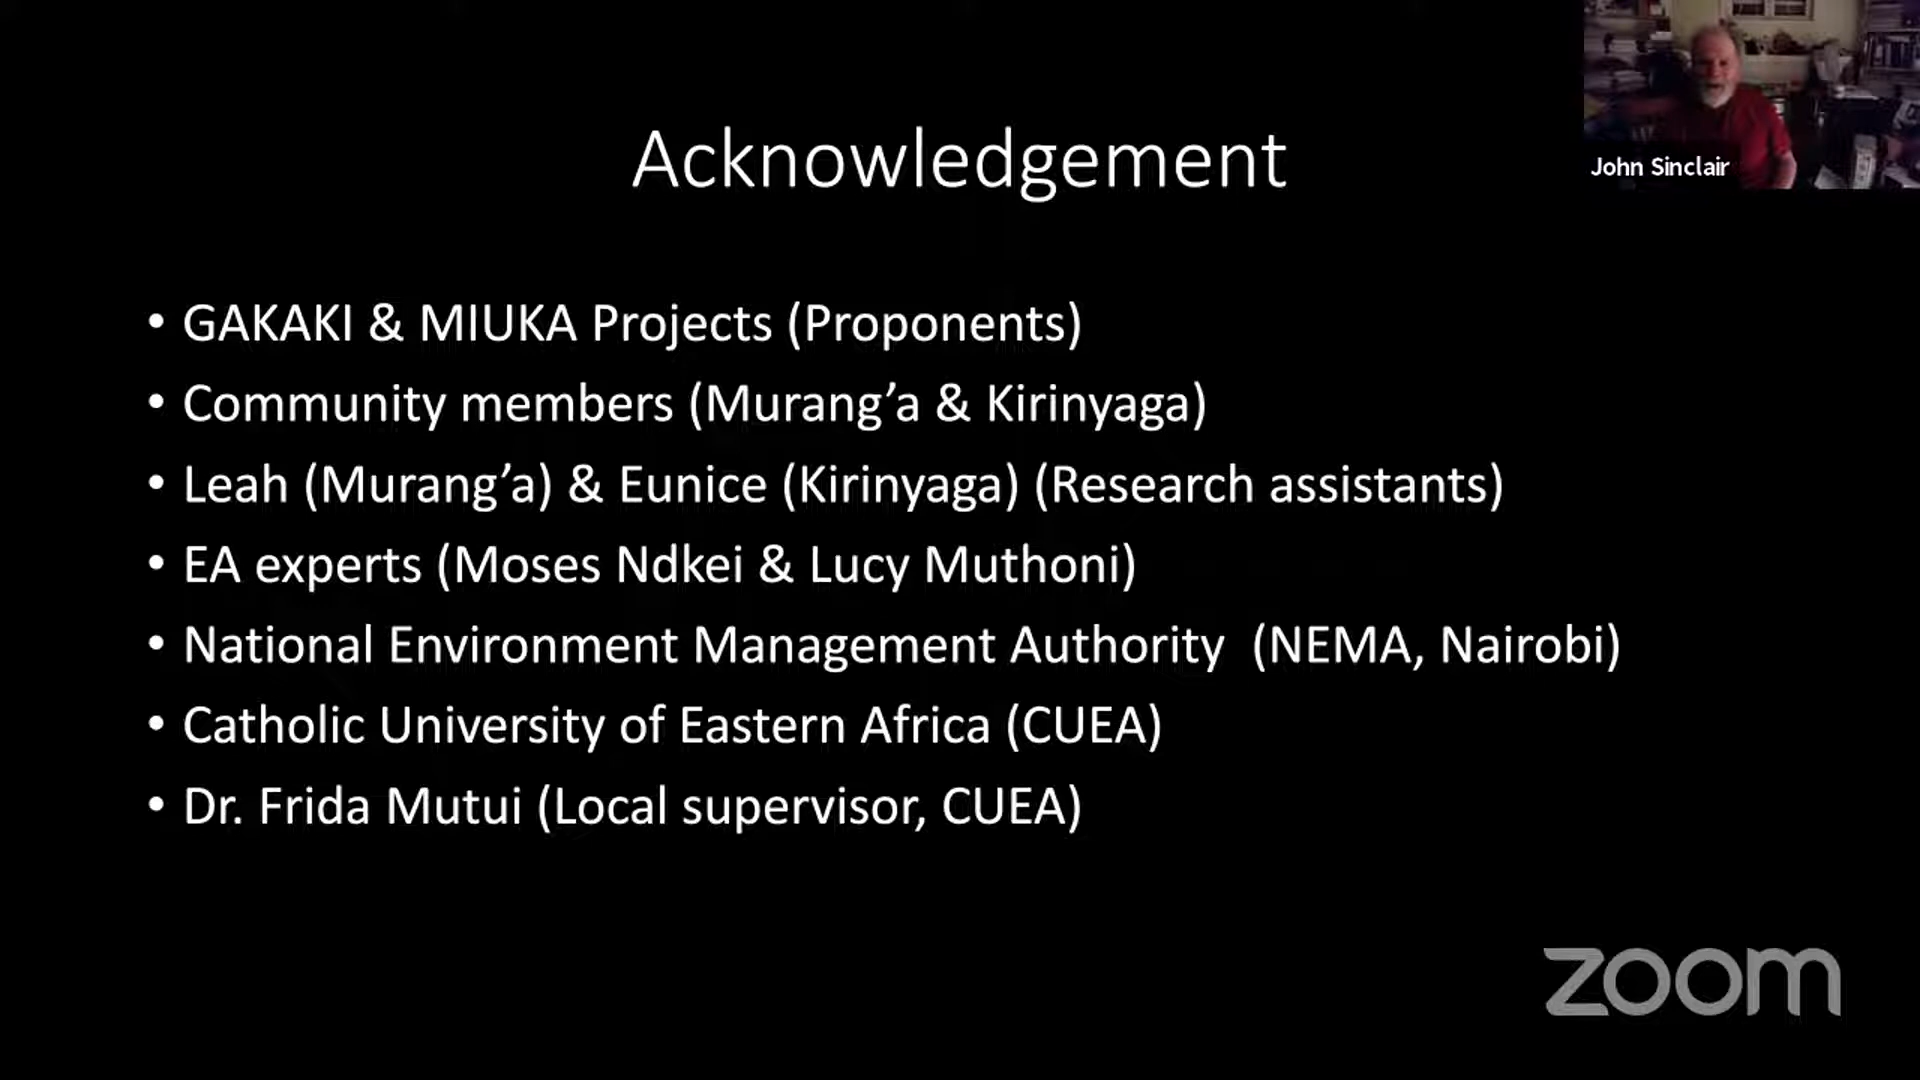 John Sinclair
Acknowledgement
• GAKAKI & MIUKA Projects (Proponents)
• Community members (Murang’a & Kirinyaga)
• Leah (Murang’a) & Eunice (Kirinyaga) (Research assistants)
• EA experts (Moses Ndkei & Lucy Muthoni)
• National Environment Management Authority  (NEMA, Nairobi)
• Catholic University of Eastern Africa (CUEA)
• Dr. Frida Mutui (Local supervisor, CUEA)
zoom